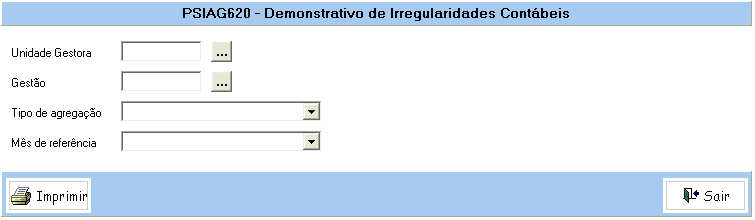 PSIAG620 - Demonstrativo de Irregularidades Contábeis
Unidade Gestora ...
Gestão ...
Tipo de agregação
Mês de referência
Imprimir Sair